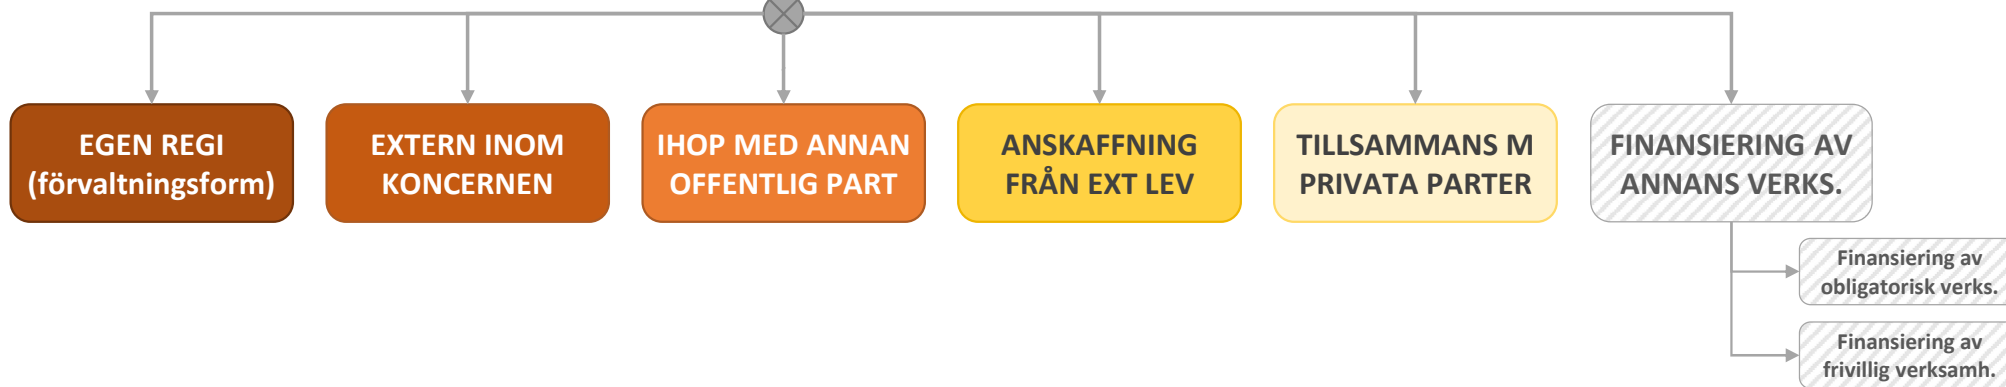 EGEN REGI
(förvaltningsform)
EXTERN INOM
KONCERNEN
IHOP MED ANNAN
OFFENTLIG PART
ANSKAFFNING
FRÅN EXT LEV
TILLSAMMANS M
PRIVATA PARTER
FINANSIERING AV
ANNANS VERKS.
Finansiering av
obligatorisk verks.
Finansiering av
frivillig verksamh.